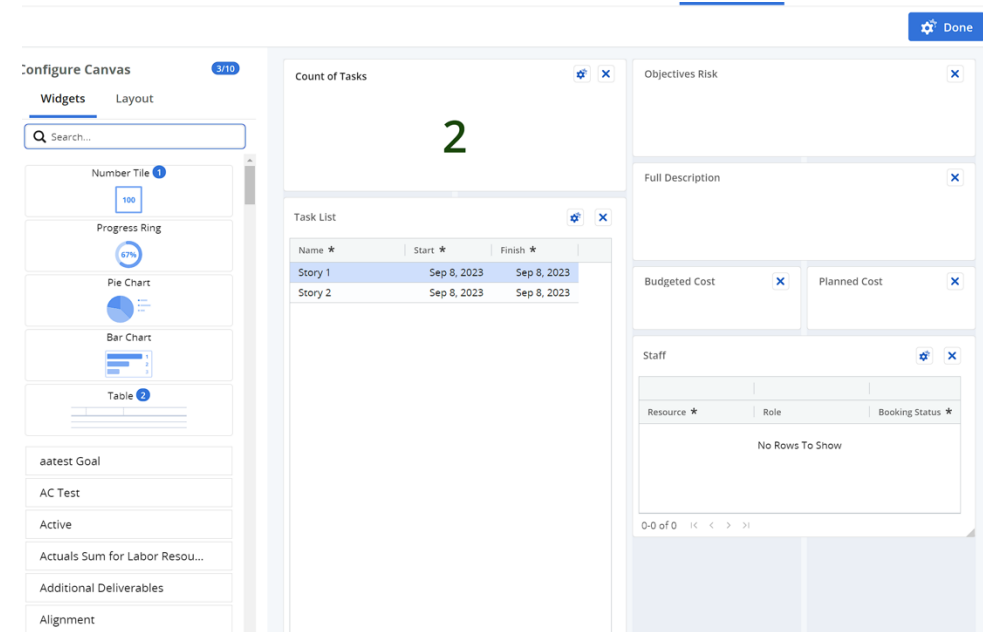 Done
Configure Canvas 3/10
Widgets Layout
Search...
Number Tile 1
100
Progress Ring
67%
Pie Chart
Bar Chart
1
2
3
Table 2
aatest Goal
AC Test
Active
Actuals Sum for Labor Resou...
Additional Deliverables
Alignment
Count of Tasks
2
Task List
Name * Start * Finish *
Story 1 Sep 8, 2023 Sep 8, 2023
Story 2 Sep 8, 2023 Sep 8, 2023
Objectives Risk
Full Description
Budgeted Cost Planned Cost
Staff
Resource * Role Booking Status *
No Rows To Show
0-0 of 0